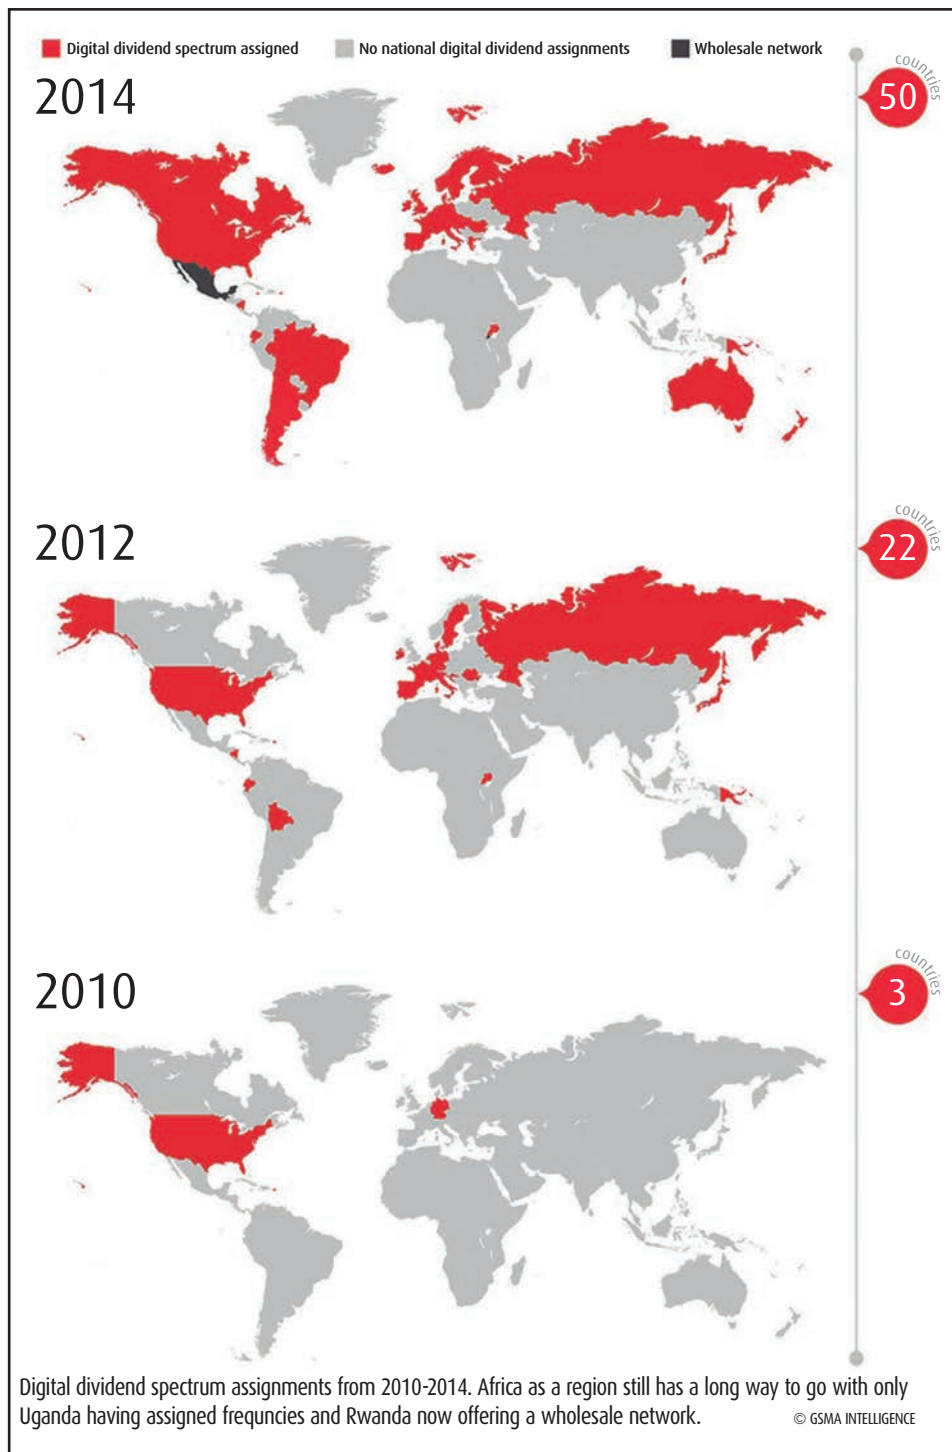 Digital dividend spectrum assigned
No national digital dividend assignments
Wholesale network
2014
countries
50
2012
countries
22
2010
countries
3
Digital dividend spectrum assignments from 2010-2014. Africa as a region still has a long way to go with only
Uganda having assigned frequncies and Rwanda now offering a wholesale network.
© GSMA INTELLIGENCE